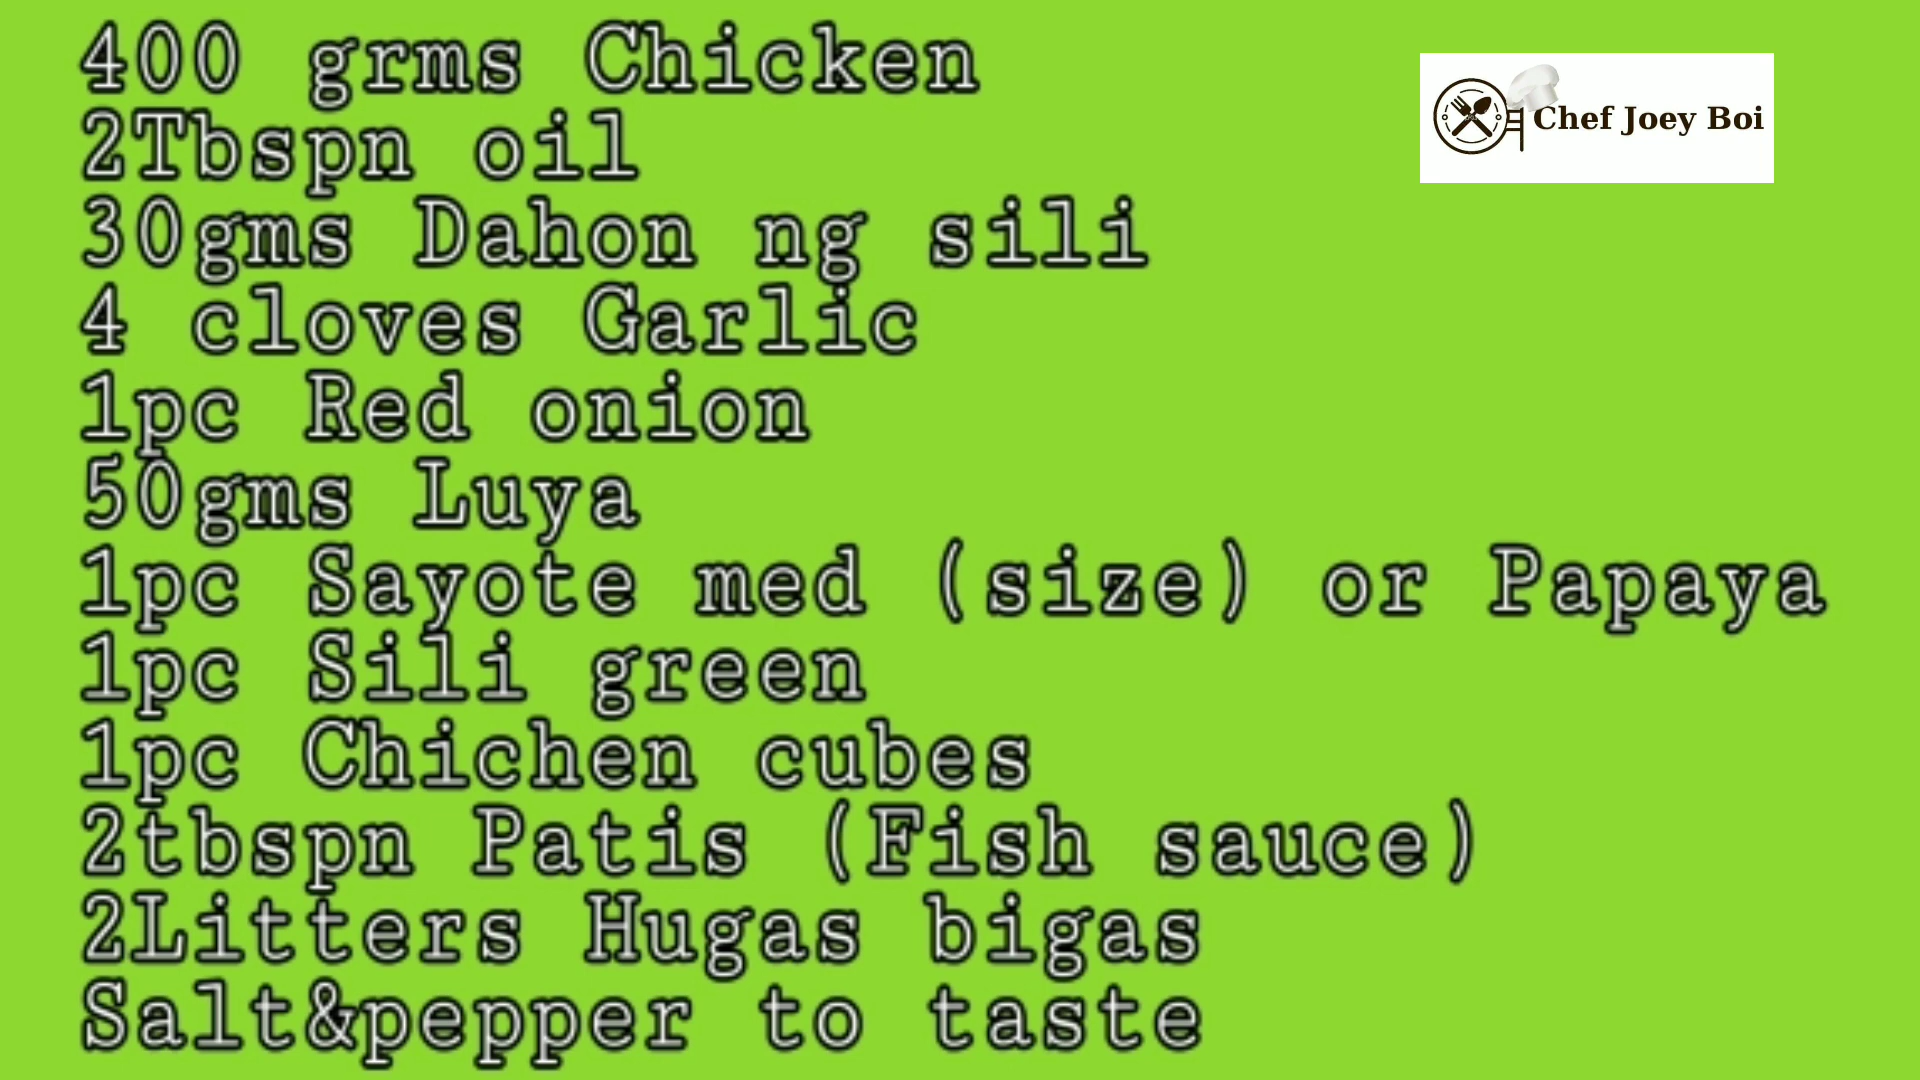 400 grms Chicken
2Tbspn oil
30gms Dahon ng sili
4 cloves Garlic
1pc Red onion
50gms Luya
1pc Sayote med (size) or Papaya
1pc Sili green
1pc Chichen cubes
2tbspn Patis (Fish sauce)
2Litters Hugas bigas
Salt&pepper to taste
Chef Joey Boi